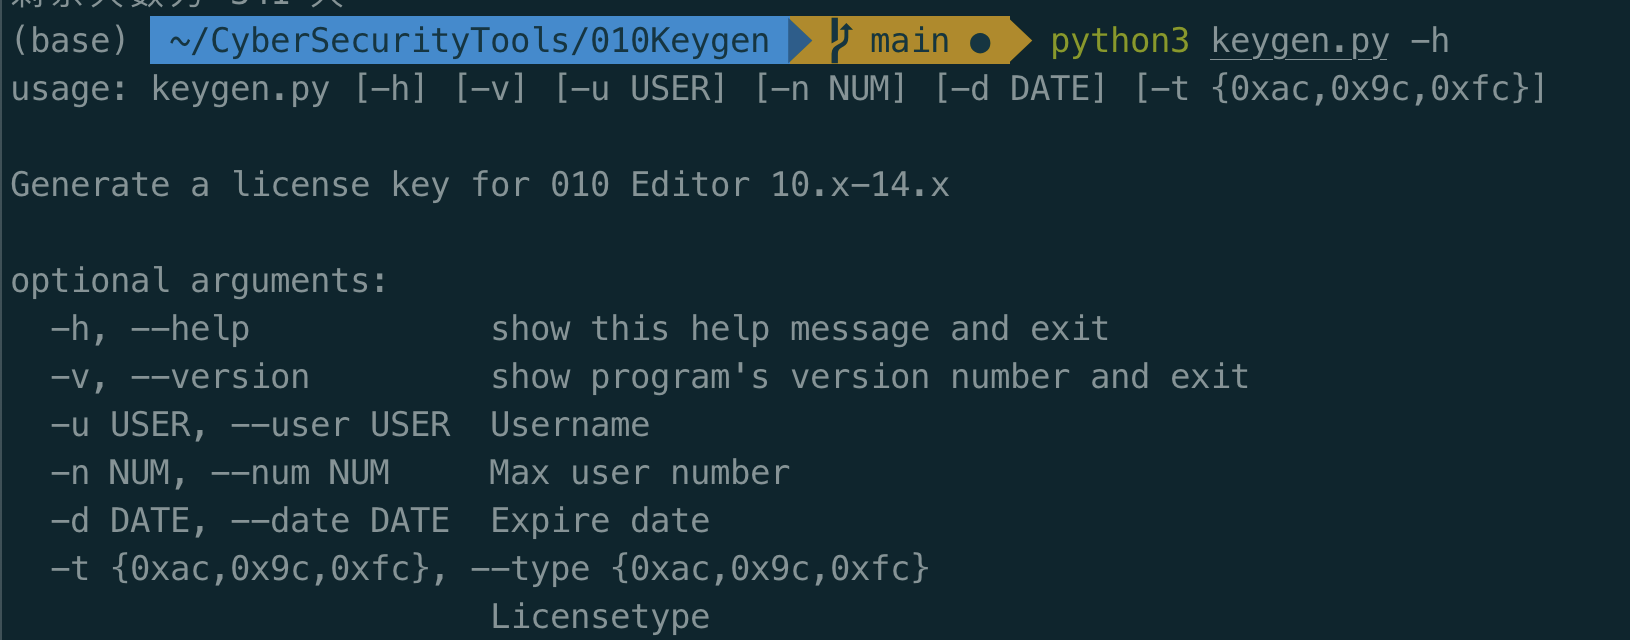 (base) ~/CyberSecurityTools/010Keygen main ● python3 keygen.py -h
usage: keygen.py [-h] [-v] [-u USER] [-n NUM] [-d DATE] [-t {0xac,0x9c,0xfc}]
Generate a license key for 010 Editor 10.x-14.x
optional arguments:
-h, --help show this help message and exit
-v, --version show program's version number and exit
-u USER, --user USER Username
-n NUM, --num NUM Max user number
-d DATE, --date DATE Expire date
-t {0xac,0x9c,0xfc}, --type {0xac,0x9c,0xfc}
Licensetype